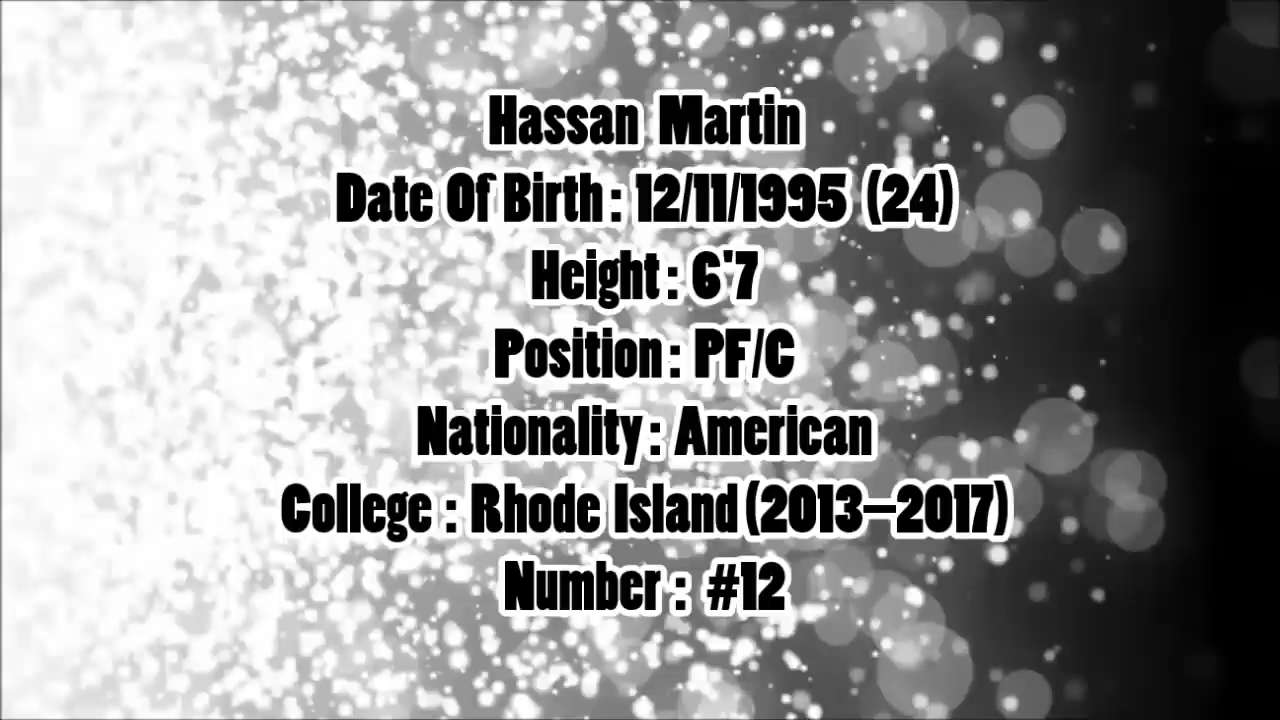 Hassan Martin
Date Of Birth : 12/11/1995 (24)
Height : 6'7
Position : PF/C
Nationality : American
College : Rhode Island (2013–2017)
Number : #12